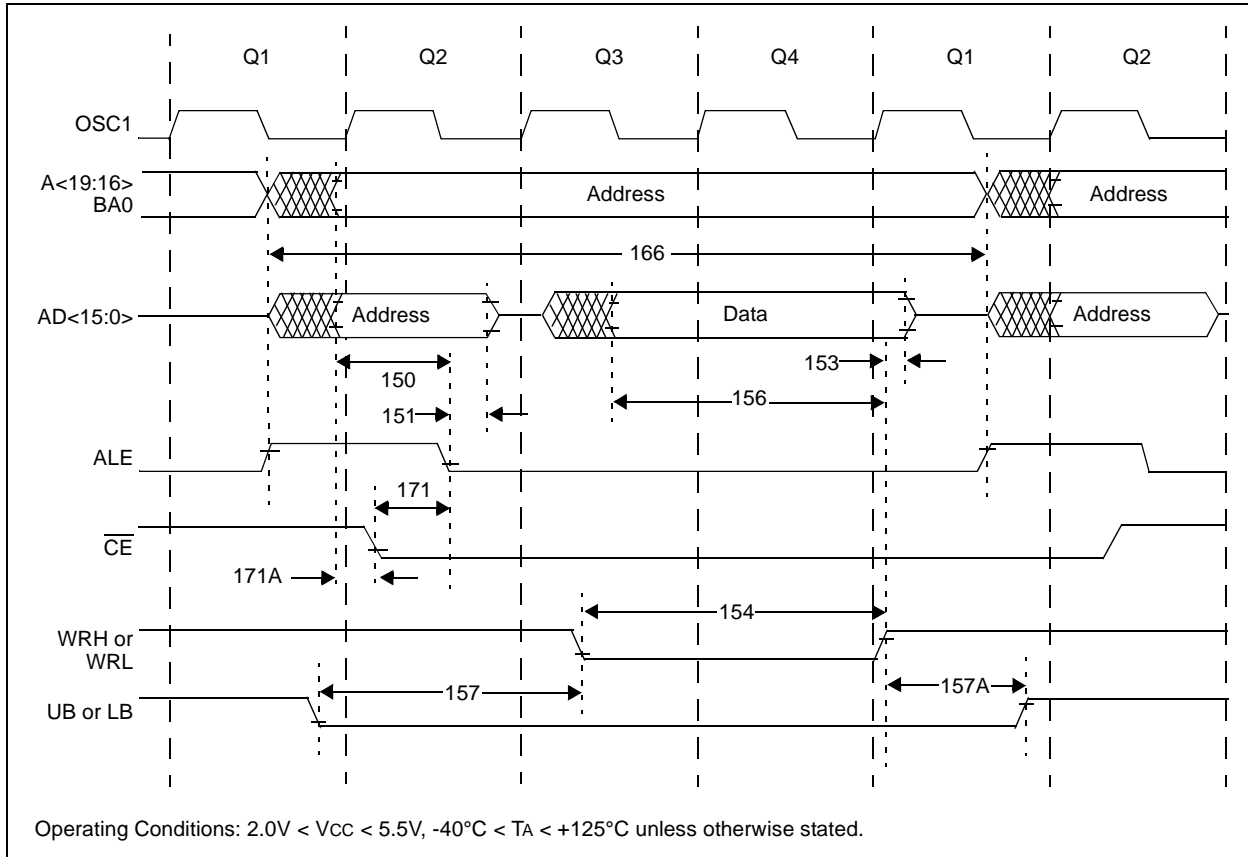 Q1 Q2 Q3 Q4 Q1 Q2
OSC1
A<19:16>
BA0
Address Address
166
AD<15:0>
Address Data Address
150
153
151
156
ALE
171
CE
171A
154
WRH or
WRL
157 157A
UB or LB
Operating Conditions: 2.0V < VCC < 5.5V, -40°C < TA < +125°C unless otherwise stated.